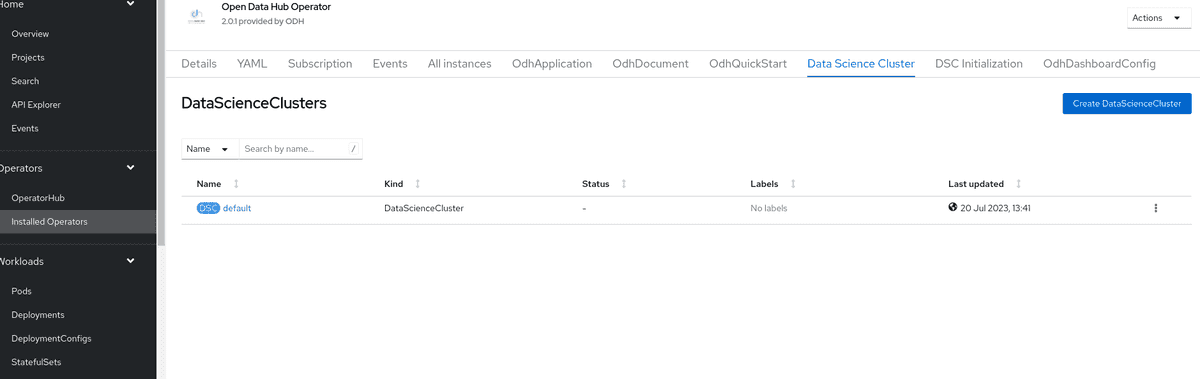 Home
Overview
Projects
Search
API Explorer
Events
Operators
OperatorHub
Installed Operators
Workloads
Pods
Deployments
DeploymentConfigs
StatefulSets
Open Data Hub Operator
2.0.1 provided by ODH
Actions
Details YAML Subscription Events All instances OdhApplication OdhDocument OdhQuickStart Data Science Cluster DSC Initialization OdhDashboardConfig
DataScienceClusters
Create DataScienceCluster
Name Search by name... /
Name Kind Status Labels Last updated
DSC default DataScienceCluster - No labels 20 Jul 2023, 13:41